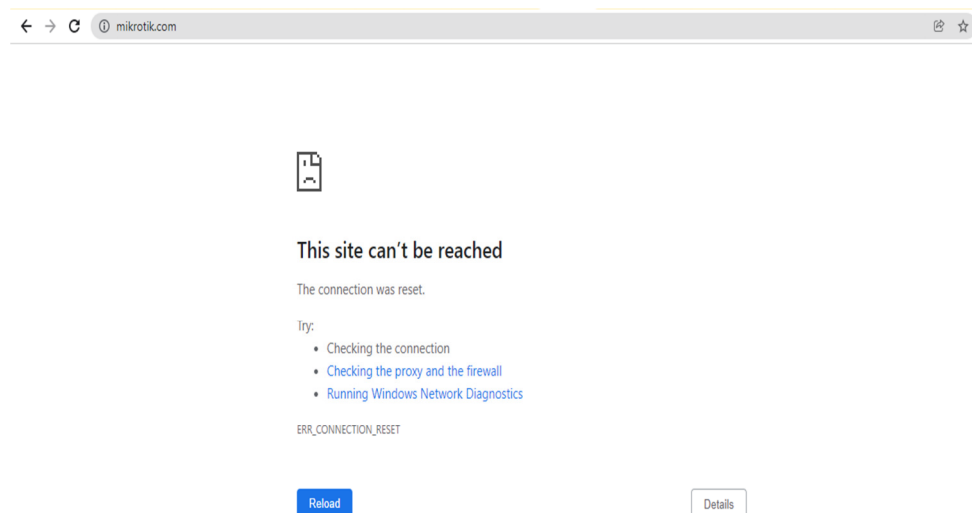 mikrotik.com
This site can't be reached
The connection was reset.
Try:
• Checking the connection
• Checking the proxy and the firewall
• Running Windows Network Diagnostics
ERR_CONNECTION_RESET
Reload Details